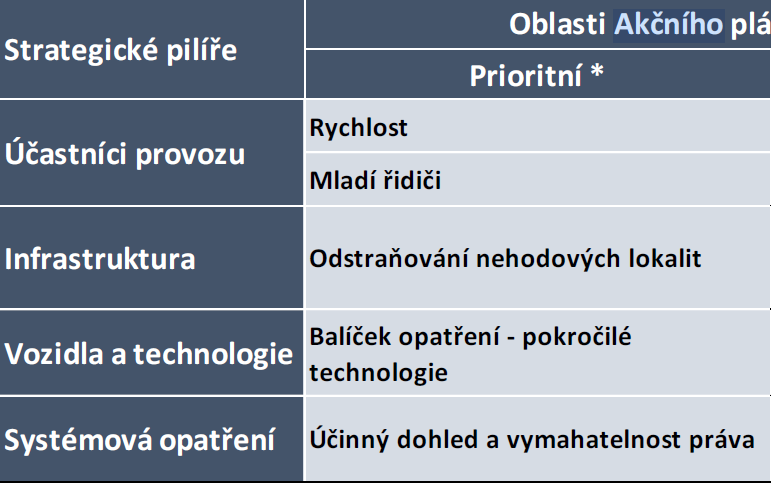 Strategické pilíře
Oblasti Akčního plá
Prioritní *
Účastníci provozu
Rychlost
Mladí řidiči
Infrastruktura
Odstraňování nehodových lokalit
Vozidla a technologie
Balíček opatření - pokročilé
technologie
Systémová opatření
Účinný dohled a vymahatelnost práva